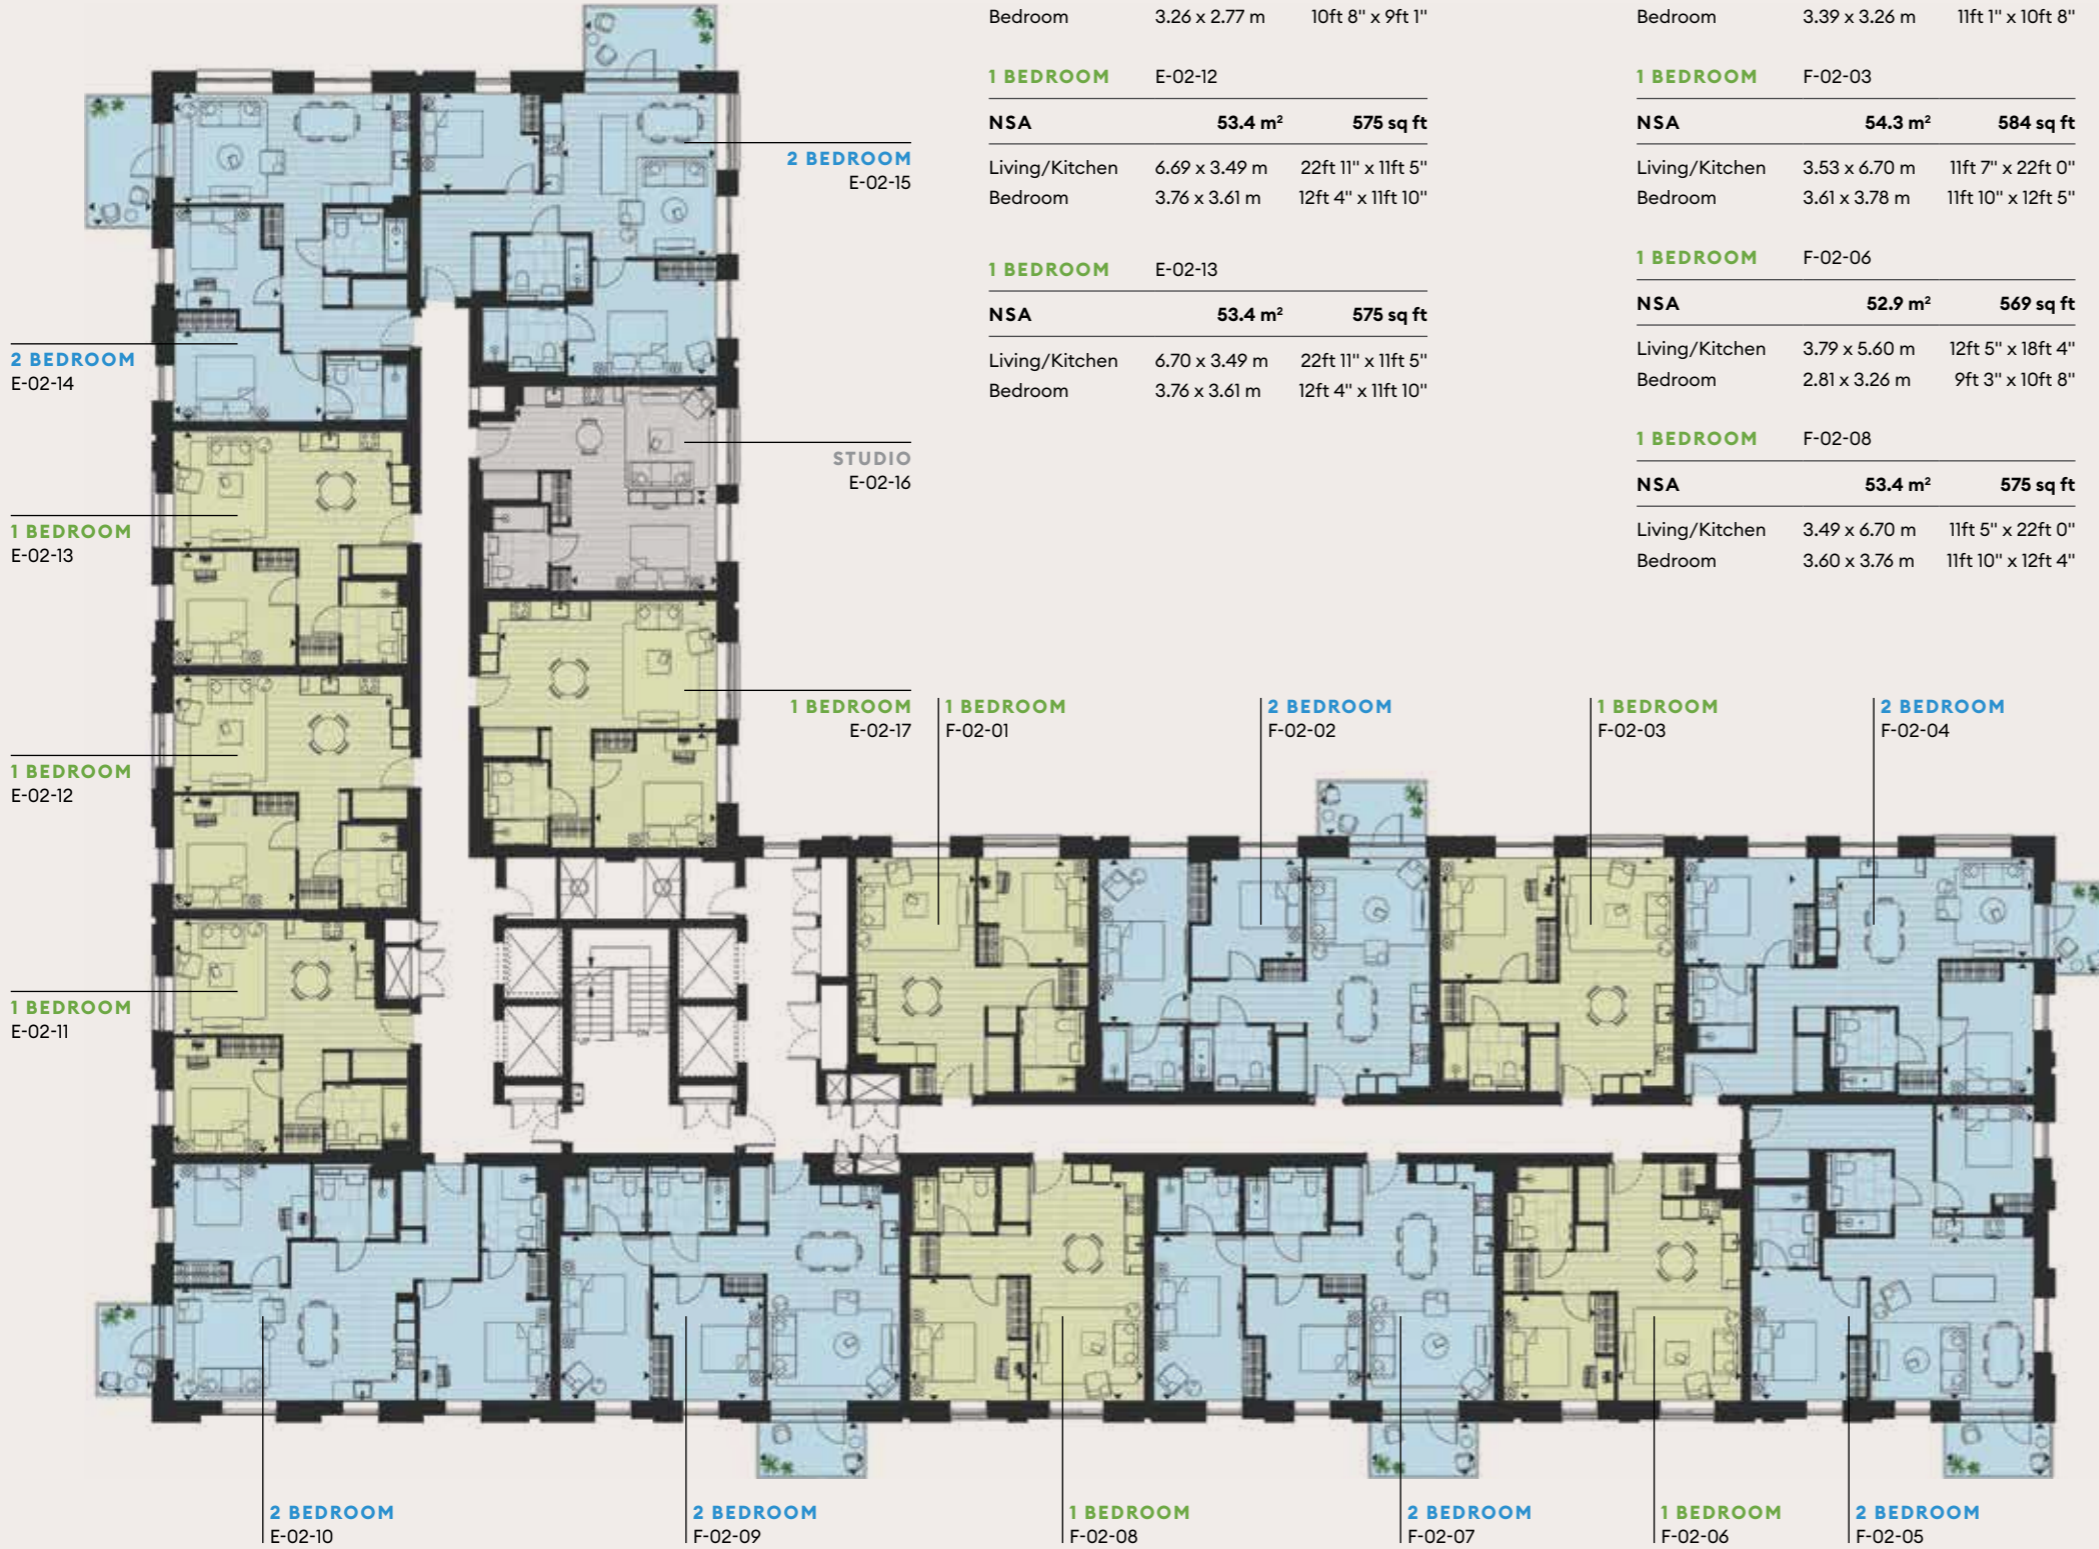 Bedroom 3.26 x 2.77 m 10ft 8" x 9ft 1"
1 BEDROOM E-02-12
NSA 53.4 m² 575 sq ft
Living/Kitchen 6.69 x 3.49 m 22ft 11" x 11ft 5"
Bedroom 3.76 x 3.61 m 12ft 4" x 11ft 10"
1 BEDROOM E-02-13
NSA 53.4 m² 575 sq ft
Living/Kitchen 6.70 x 3.49 m 22ft 11" x 11ft 5"
Bedroom 3.76 x 3.61 m 12ft 4" x 11ft 10"
Bedroom 3.39 x 3.26 m 11ft 1" x 10ft 8"
1 BEDROOM F-02-03
NSA 54.3 m² 584 sq ft
Living/Kitchen 3.53 x 6.70 m 11ft 7" x 22ft 0"
Bedroom 3.61 x 3.78 m 11ft 10" x 12ft 5"
1 BEDROOM F-02-06
NSA 52.9 m² 569 sq ft
Living/Kitchen 3.79 x 5.60 m 12ft 5" x 18ft 4"
Bedroom 2.81 x 3.26 m 9ft 3" x 10ft 8"
1 BEDROOM F-02-08
NSA 53.4 m² 575 sq ft
Living/Kitchen 3.49 x 6.70 m 11ft 5" x 22ft 0"
Bedroom 3.60 x 3.76 m 11ft 10" x 12ft 4"
2 BEDROOM
E-02-15
2 BEDROOM
E-02-14
STUDIO
E-02-16
1 BEDROOM
E-02-13
1 BEDROOM
E-02-17
1 BEDROOM
F-02-01
2 BEDROOM
F-02-02
1 BEDROOM
F-02-03
2 BEDROOM
F-02-04
1 BEDROOM
E-02-12
1 BEDROOM
E-02-11
2 BEDROOM
E-02-10
2 BEDROOM
F-02-09
1 BEDROOM
F-02-08
2 BEDROOM
F-02-07
1 BEDROOM
F-02-06
2 BEDROOM
F-02-05